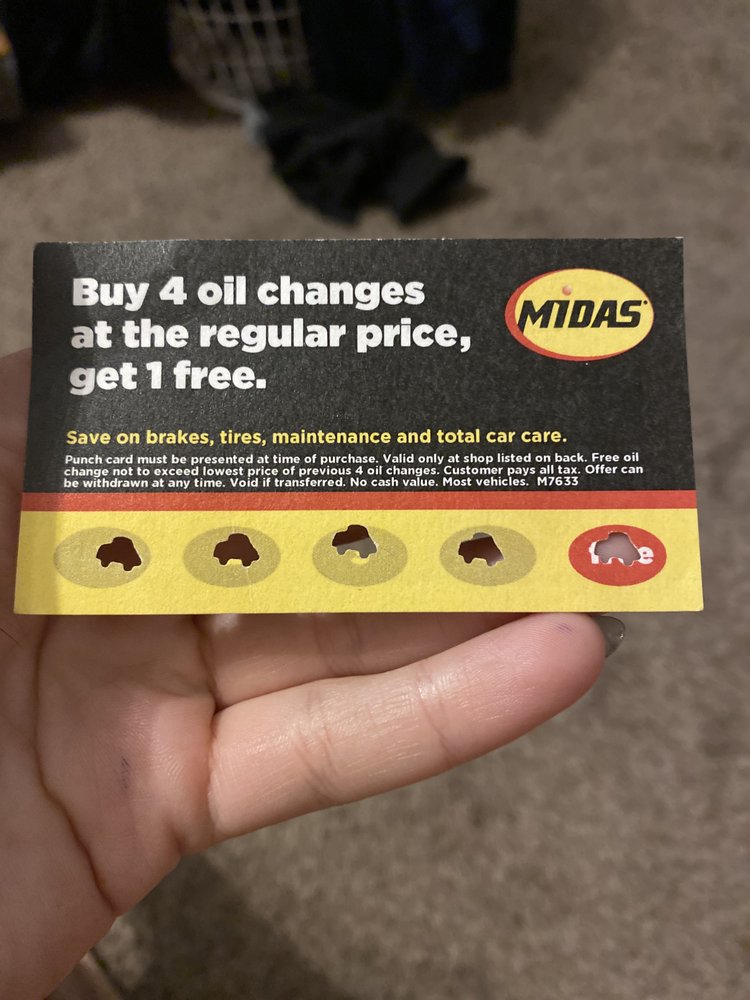 Buy 4 oil changes
at the regular price,
get 1 free.
MIDAS
Save on brakes, tires, maintenance and total car care.
Punch card must be presented at time of purchase. Valid only at shop listed on back. Free oil
change not to exceed lowest price of previous 4 oil changes. Customer pays all tax. Offer can
be withdrawn at any time. Void if transferred. No cash value. Most vehicles. M7633